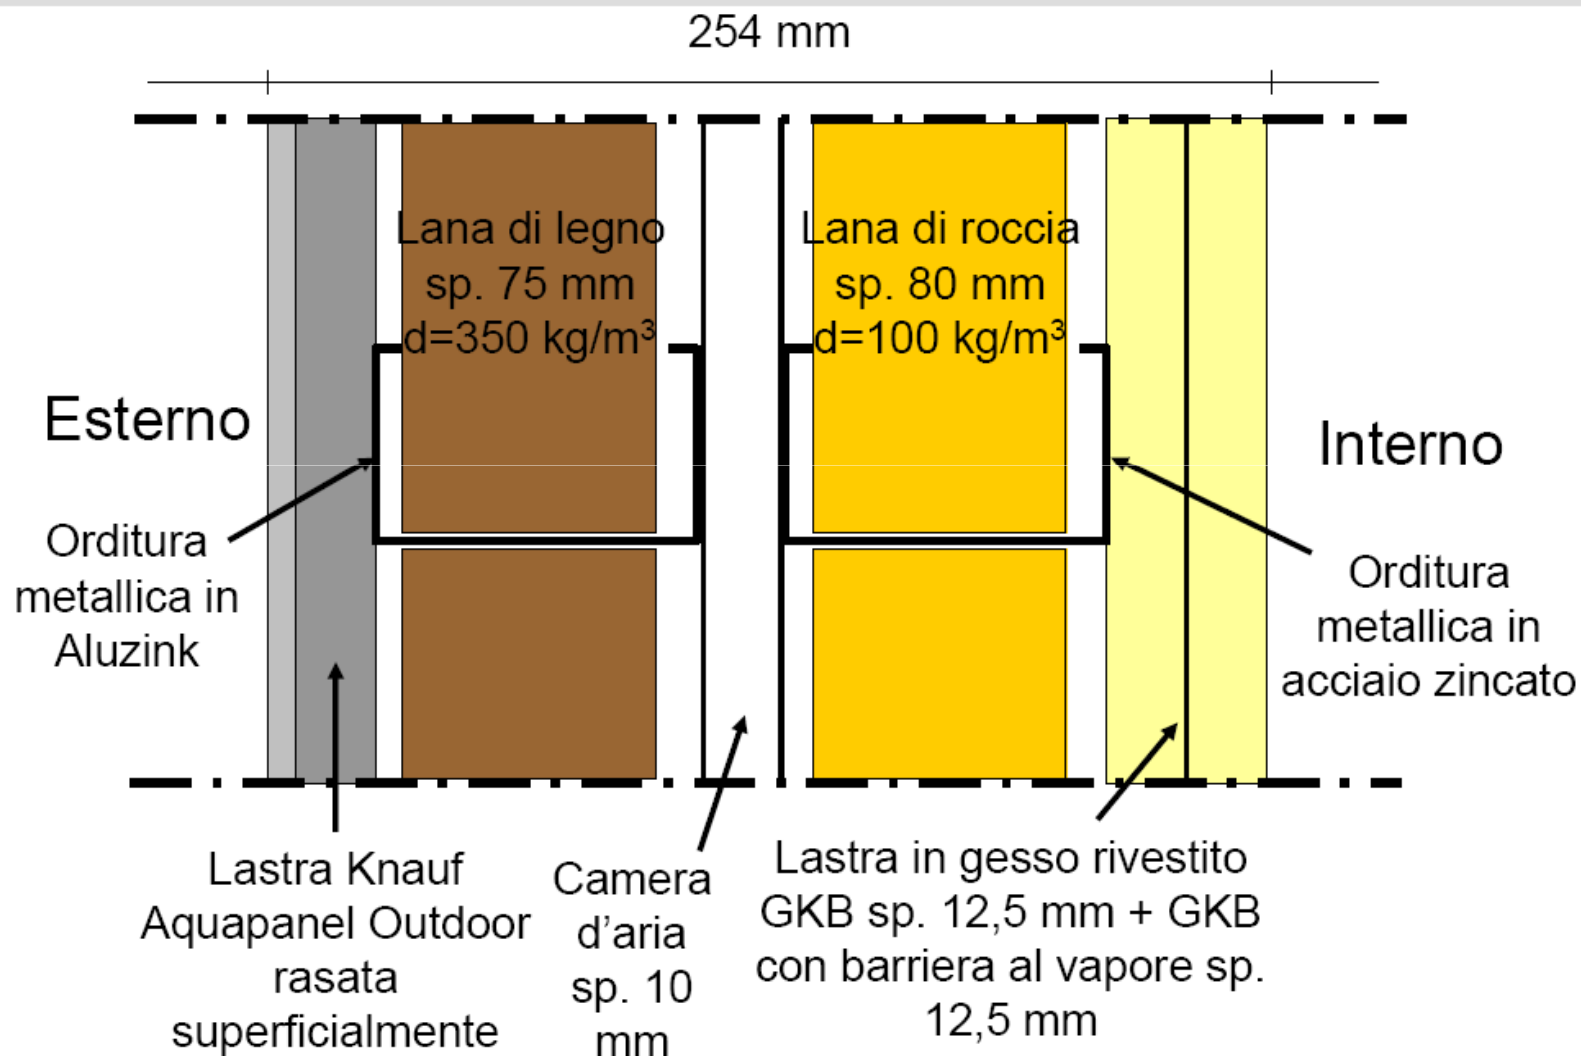 254 mm
Lana di legno
sp. 75 mm
d=350 kg/m³
Lana di roccia
sp. 80 mm
d=100 kg/m³
Esterno
Interno
Orditura
metallica in
Aluzink
Orditura
metallica in
acciaio zincato
Lastra Knauf
Aquapanel Outdoor
rasata
superficialmente
Camera
d'aria
sp. 10
mm
Lastra in gesso rivestito
GKB sp. 12,5 mm + GKB
con barriera al vapore sp.
12,5 mm